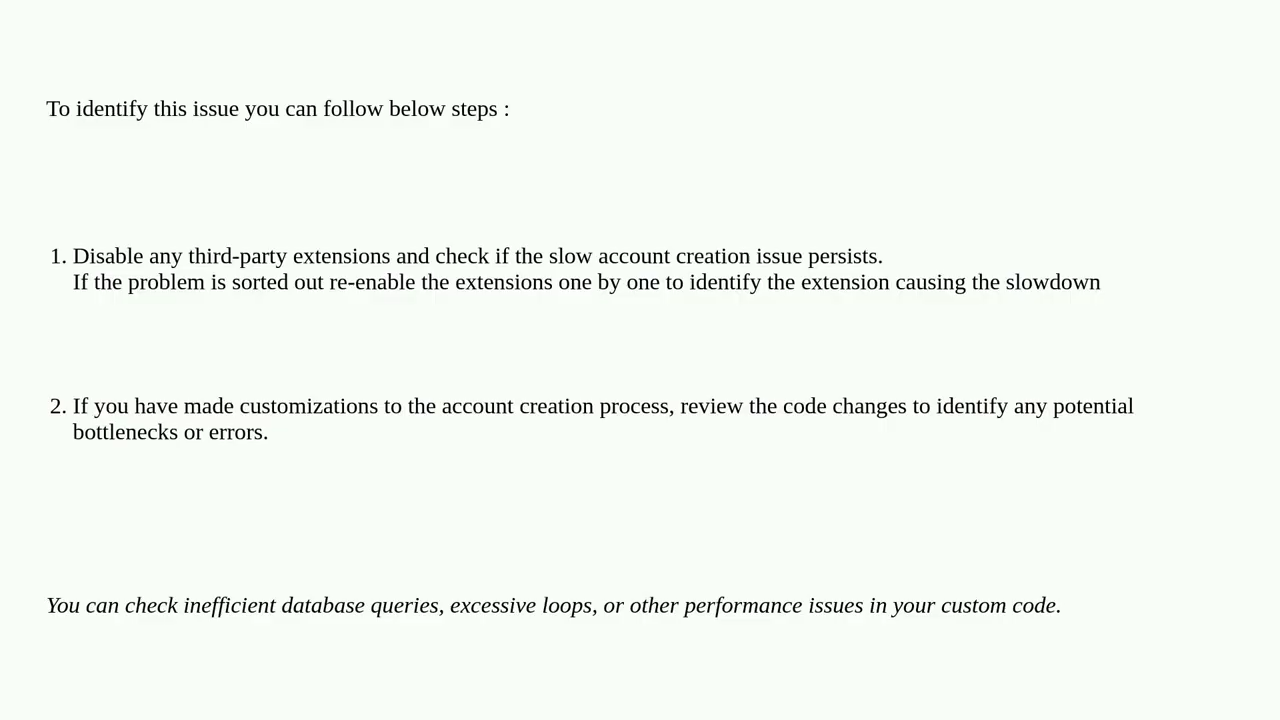 To identify this issue you can follow below steps :
1. Disable any third-party extensions and check if the slow account creation issue persists.
If the problem is sorted out re-enable the extensions one by one to identify the extension causing the slowdown
2. If you have made customizations to the account creation process, review the code changes to identify any potential
bottlenecks or errors.
You can check inefficient database queries, excessive loops, or other performance issues in your custom code.